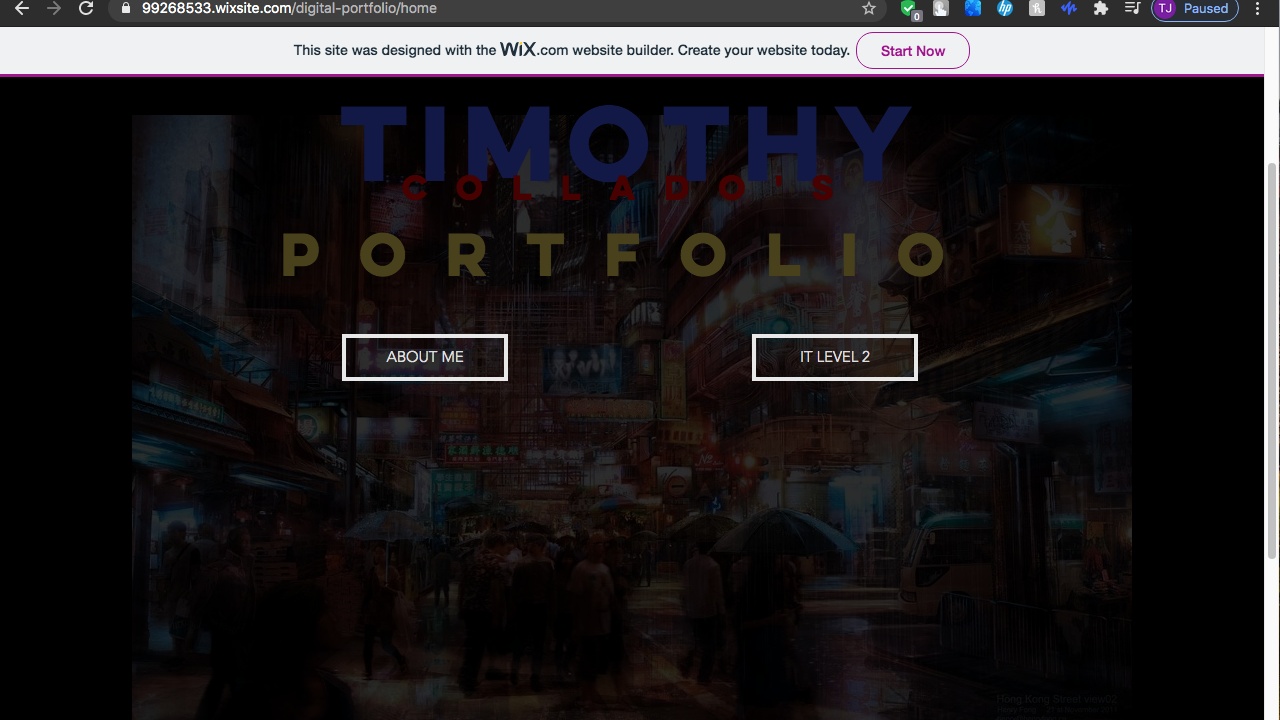 99268533.wixsite.com/digital-portfolio/home
0
TJ Paused
This site was designed with the WiX.com website builder. Create your website today. Start Now
TIMOTHY
COLLADO'S
PORTFOLIO
ABOUT ME IT LEVEL 2
Hong Kong Street view02